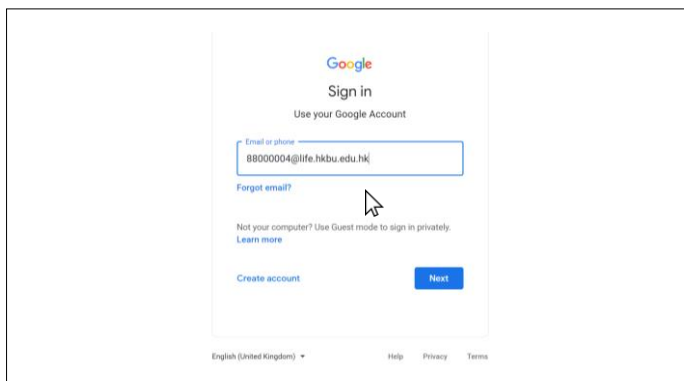 Google
Sign in
Use your Google Account
Email or phone
88000004@life.hkbu.edu.hk
Forgot email?
Not your computer? Use Guest mode to sign in privately.
Learn more
Create account
Next
English (United Kingdom)
Help Privacy Terms